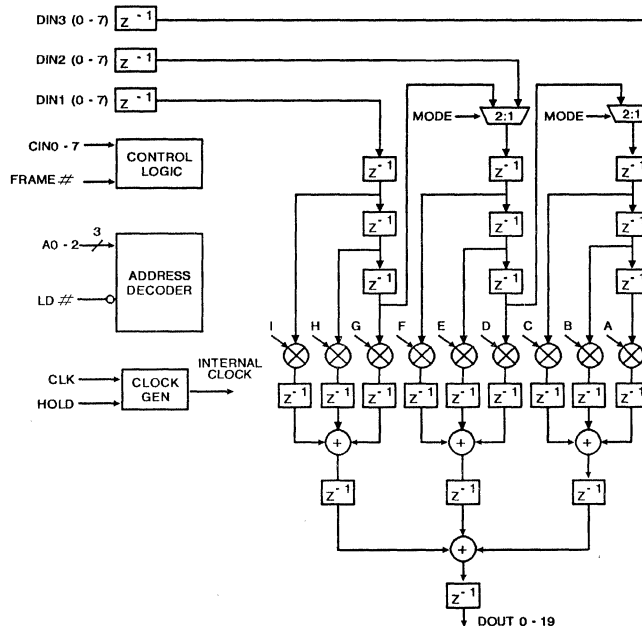 DIN3 (0 - 7) z⁻¹
DIN2 (0 - 7) z⁻¹
DIN1 (0 - 7) z⁻¹
MODE 2:1 MODE 2:1
CIN0 - 7
FRAME #
CONTROL
LOGIC
z⁻¹ z⁻¹ z⁻¹
z⁻¹ z⁻¹ z⁻¹
A0 - 2 3
LD #
ADDRESS
DECODER
z⁻¹ z⁻¹ z⁻¹
I H G F E D C B A
CLK
HOLD
CLOCK
GEN
INTERNAL
CLOCK
z⁻¹ z⁻¹ z⁻¹ z⁻¹ z⁻¹ z⁻¹ z⁻¹ z⁻¹ z⁻¹
+ + +
z⁻¹ z⁻¹ z⁻¹
+
z⁻¹
DOUT 0 - 19